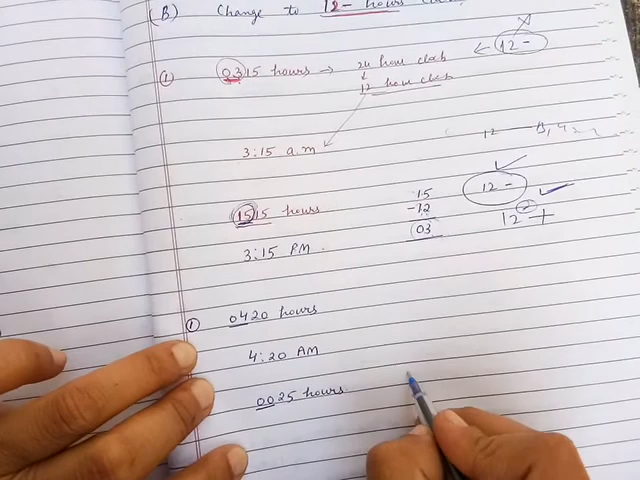 (B) Change to 12- hours
12 -
① 0315 hours → 24 hour clock
12 hour clock
3:15 a.m
12
15
1515 hours
-12
12 -
03
12 - +
3:15 PM.
① 0420 hours
4:20 AM
0025 hours